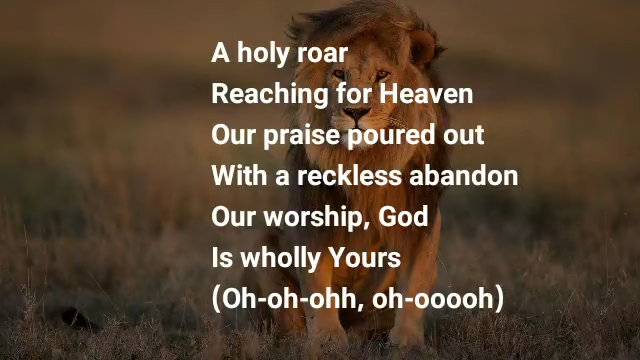 A holy roar
Reaching for Heaven
Our praise poured out
With a reckless abandon
Our worship, God
Is wholly Yours
(Oh-oh-ohh, oh-ooooh)